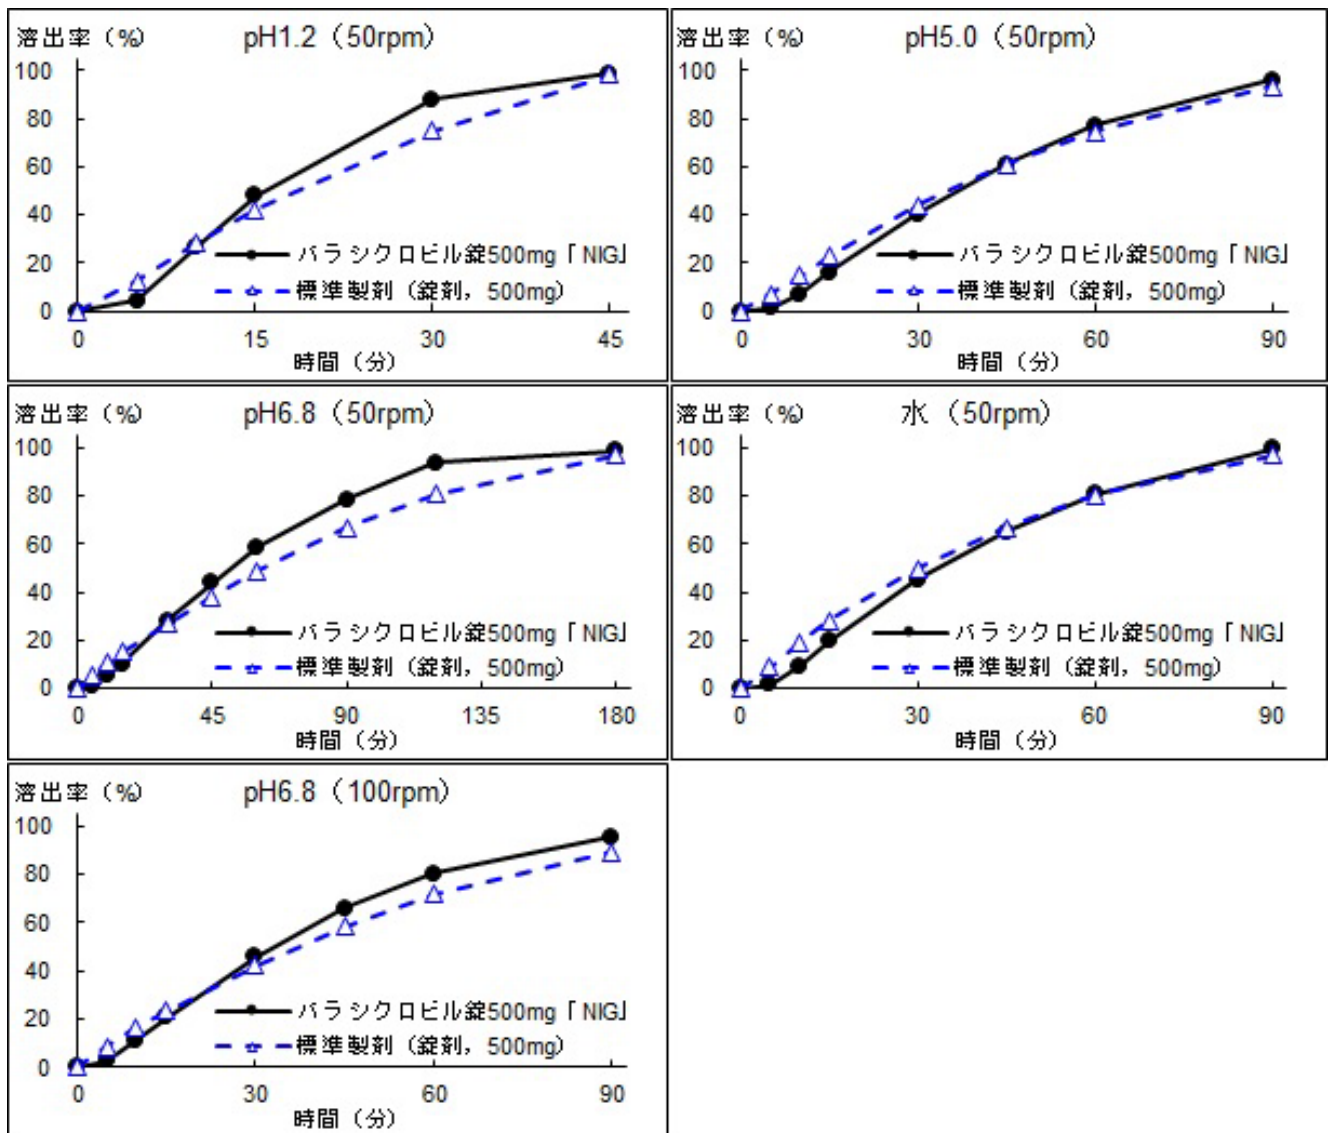 溶出率（%） pH1.2（50rpm）
100
80
60
40
20
0
バラシクロビル錠500mg「NIG」
標準製剤（錠剤，500mg）
0 15 30 45
時間（分）
溶出率（%） pH5.0（50rpm）
100
80
60
40
20
0
バラシクロビル錠500mg「NIG」
標準製剤（錠剤，500mg）
0 30 60 90
時間（分）
溶出率（%） pH6.8（50rpm）
100
80
60
40
20
0
バラシクロビル錠500mg「NIG」
標準製剤（錠剤，500mg）
0 45 90 135 180
時間（分）
溶出率（%） 水（50rpm）
100
80
60
40
20
0
バラシクロビル錠500mg「NIG」
標準製剤（錠剤，500mg）
0 30 60 90
時間（分）
溶出率（%） pH6.8（100rpm）
100
80
60
40
20
0
バラシクロビル錠500mg「NIG」
標準製剤（錠剤，500mg）
0 30 60 90
時間（分）